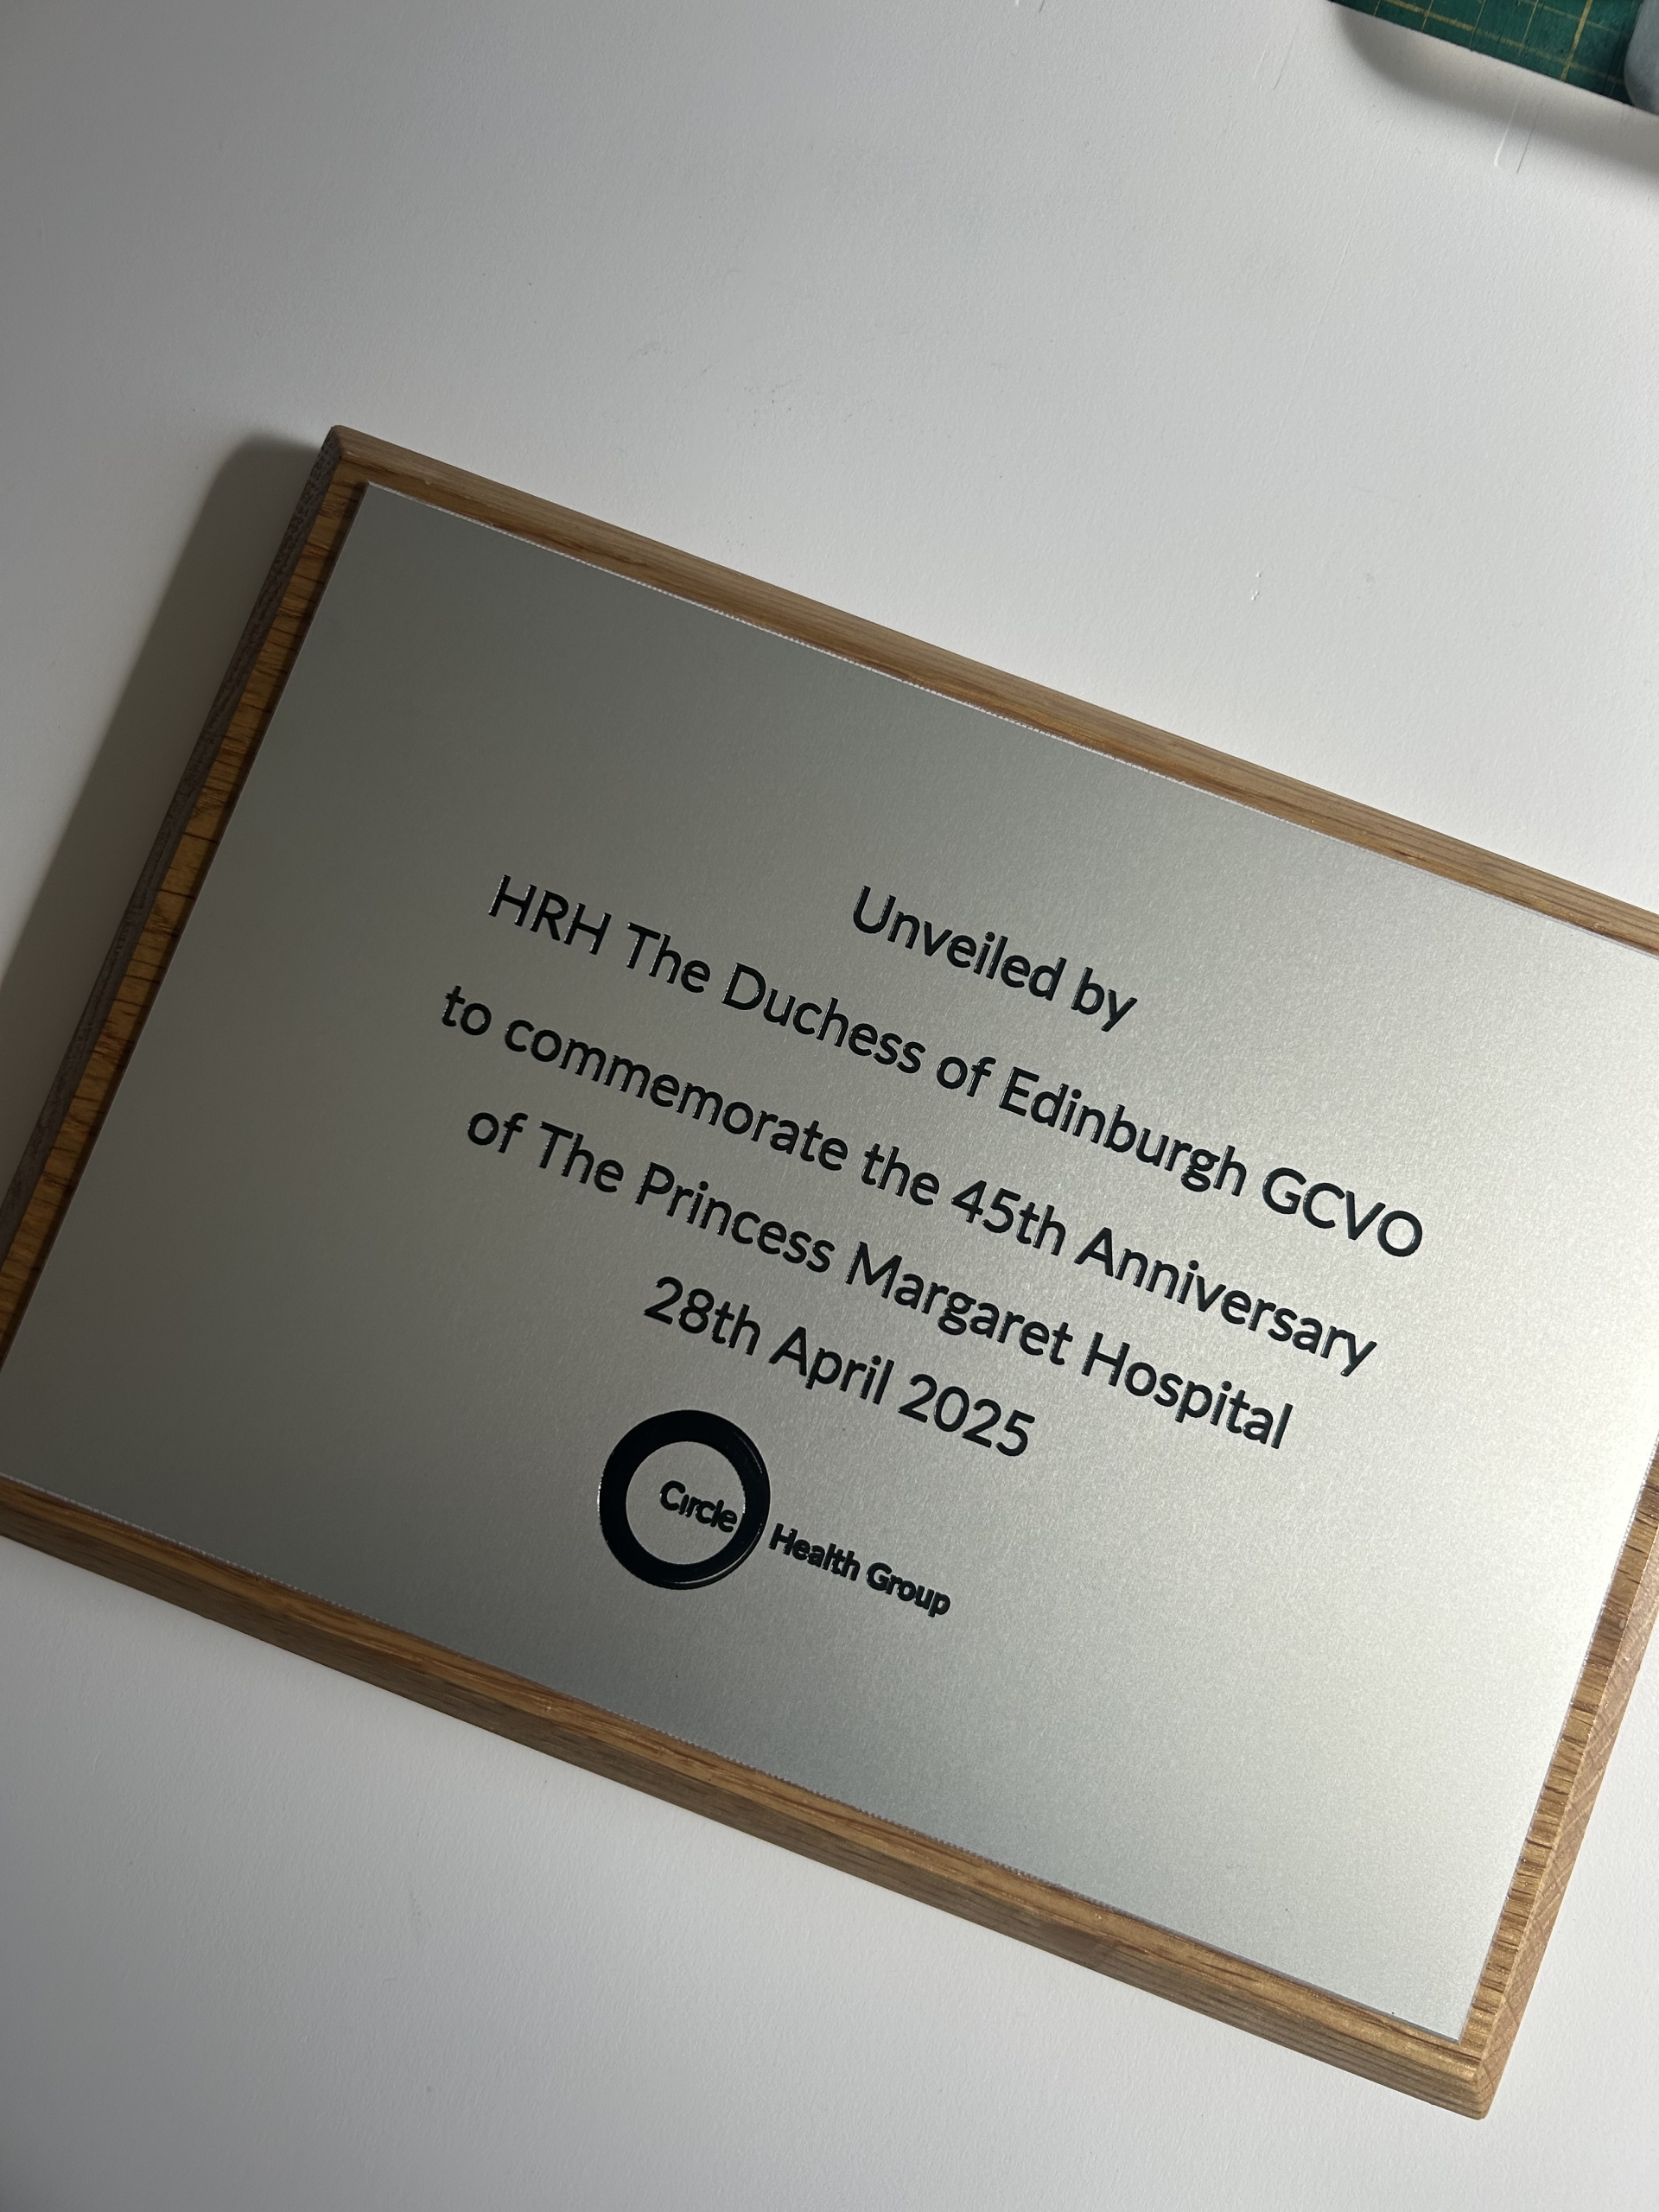 Unveiled by
HRH The Duchess of Edinburgh GCVO
to commemorate the 45th Anniversary
of The Princess Margaret Hospital
28th April 2025
Circle Health Group